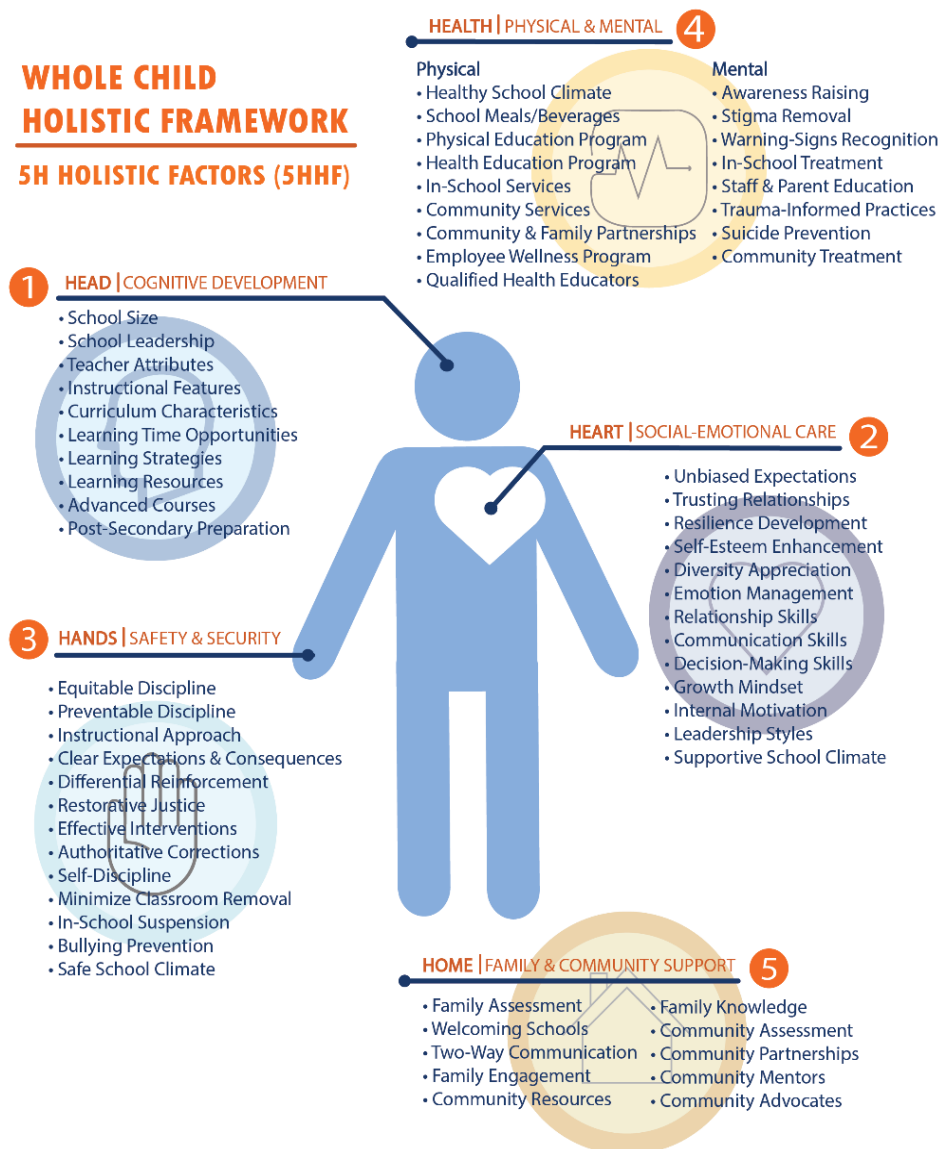 WHOLE CHILD
HOLISTIC FRAMEWORK
5H HOLISTIC FACTORS (5HHF)
1
HEAD | COGNITIVE DEVELOPMENT
• School Size
• School Leadership
• Teacher Attributes
• Instructional Features
• Curriculum Characteristics
• Learning Time Opportunities
• Learning Strategies
• Learning Resources
• Advanced Courses
• Post-Secondary Preparation
HEART | SOCIAL-EMOTIONAL CARE
2
• Unbiased Expectations
• Trusting Relationships
• Resilience Development
• Self-Esteem Enhancement
• Diversity Appreciation
• Emotion Management
• Relationship Skills
• Communication Skills
• Decision-Making Skills
• Growth Mindset
• Internal Motivation
• Leadership Styles
• Supportive School Climate
3
HANDS | SAFETY & SECURITY
• Equitable Discipline
• Preventable Discipline
• Instructional Approach
• Clear Expectations & Consequences
• Differential Reinforcement
• Restorative Justice
• Effective Interventions
• Authoritative Corrections
• Self-Discipline
• Minimize Classroom Removal
• In-School Suspension
• Bullying Prevention
• Safe School Climate
HEALTH | PHYSICAL & MENTAL
4
Physical
• Healthy School Climate
• School Meals/Beverages
• Physical Education Program
• Health Education Program
• In-School Services
• Community Services
• Community & Family Partnerships
• Employee Wellness Program
• Qualified Health Educators
Mental
• Awareness Raising
• Stigma Removal
• Warning-Signs Recognition
• In-School Treatment
• Staff & Parent Education
• Trauma-Informed Practices
• Suicide Prevention
• Community Treatment
HOME | FAMILY & COMMUNITY SUPPORT
5
• Family Assessment
• Welcoming Schools
• Two-Way Communication
• Family Engagement
• Community Resources
• Family Knowledge
• Community Assessment
• Community Partnerships
• Community Mentors
• Community Advocates